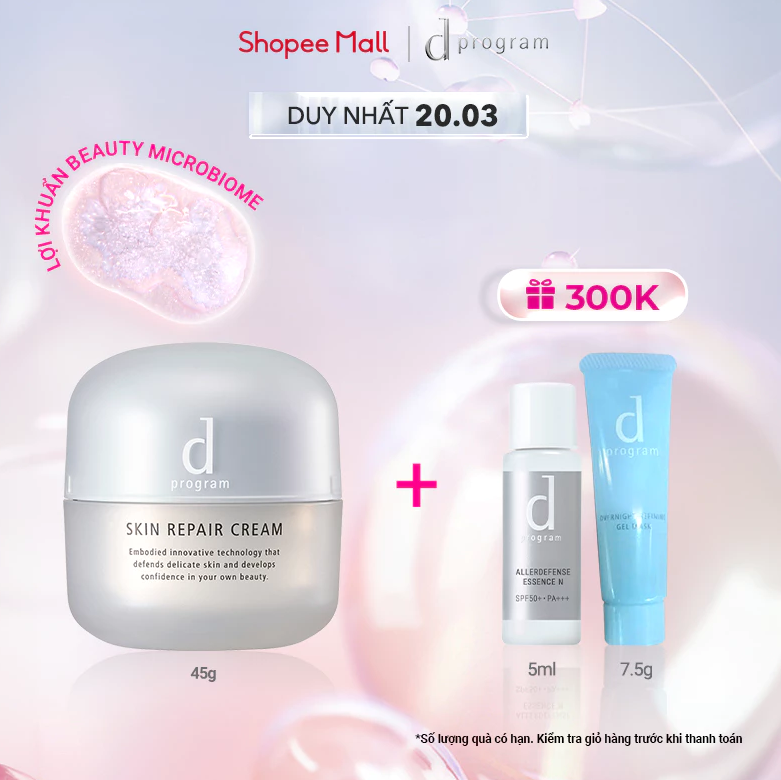 Shopee Mall
d program
DUY NHẤT 20.03
LỢI KHUẨN BEAUTY MICROBIOME
300K
d
program
SKIN REPAIR CREAM
Embodied innovative technology that
defends delicate skin and develops
confidence in your own beauty.
45g
+
d
program
ALLERDEFENSE
ESSENCE N
SPF50+・PA+++
5ml
d
program
GEL MASK
7.5g
*Số lượng quà có hạn. Kiểm tra giỏ hàng trước khi thanh toán